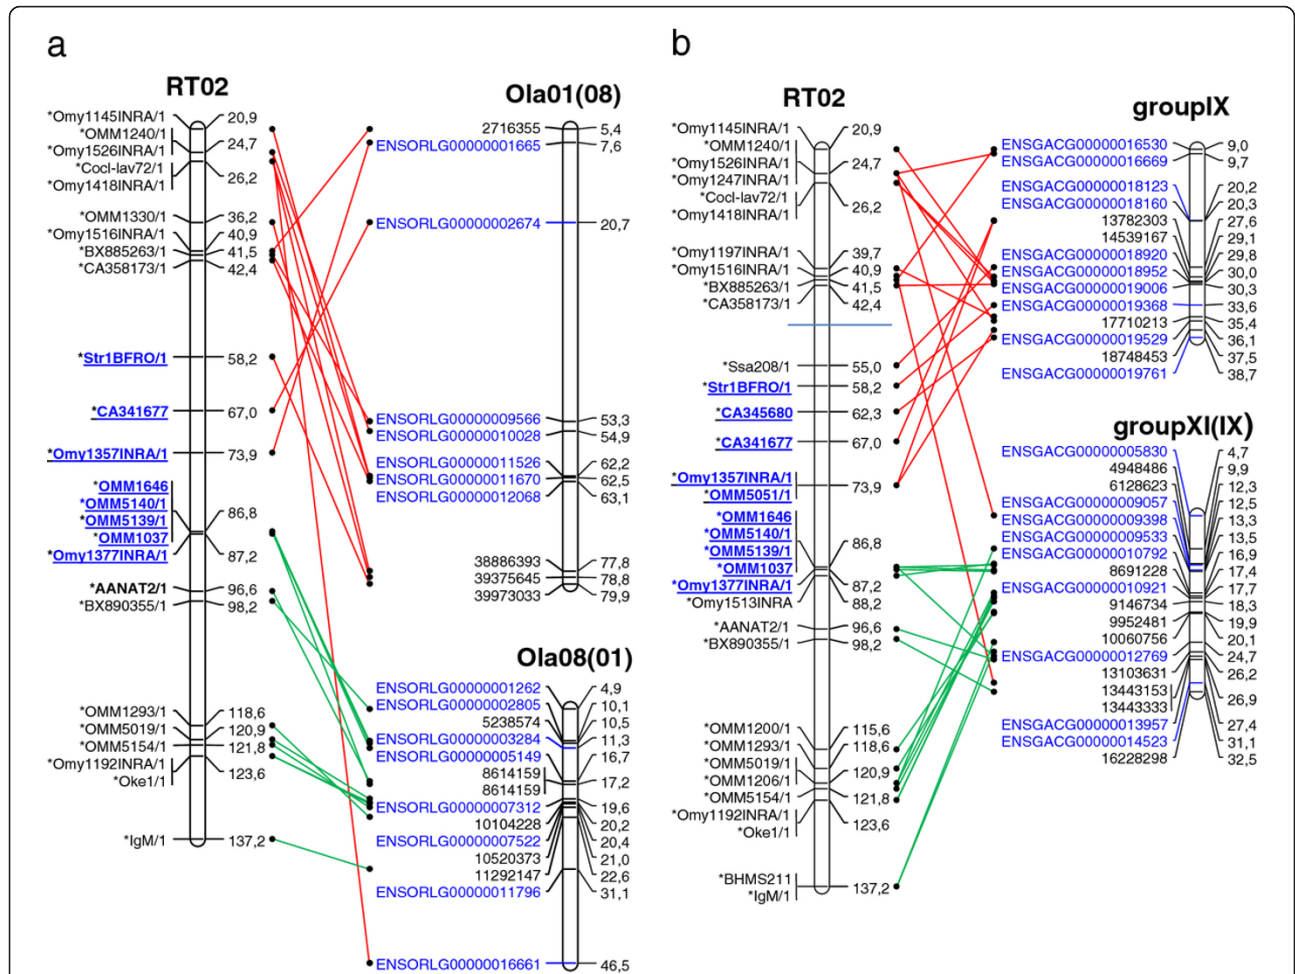 a
RT02
*Omy1145INRA/1 20,9
*OMM1240/1
*Omy1526INRA/1 24,7
*Cocl-lav72/1
*Omy1418INRA/1 26,2
*OMM1330/1 36,2
*Omy1516INRA/1 40,9
*BX885263/1 41,5
*CA358173/1 42,4
*Str1BFRO/1 58,2
*CA341677 67,0
*Omy1357INRA/1 73,9
*OMM1646
*OMM5140/1 86,8
*OMM5139/1
*OMM1037
*Omy1377INRA/1 87,2
*AANAT2/1 96,6
*BX890355/1 98,2
*OMM1293/1 118,6
*OMM5019/1 120,9
*OMM5154/1 121,8
*Omy1192INRA/1
*Oke1/1 123,6
*IgM/1 137,2
Ola01(08)
2716355 5,4
ENSORLG00000001665 7,6
ENSORLG00000002674 20,7
ENSORLG00000009566 53,3
ENSORLG00000010028 54,9
ENSORLG00000011526 62,2
ENSORLG00000011670 62,5
ENSORLG00000012068 63,1
38886393 77,8
39375645 78,8
39973033 79,9
Ola08(01)
ENSORLG00000001262 4,9
ENSORLG00000002805 10,1
5238574 10,5
ENSORLG00000003284 11,3
ENSORLG00000005149 16,7
8614159 17,2
8614159
ENSORLG00000007312 19,6
10104228 20,2
ENSORLG00000007522 20,4
10520373 21,0
11292147 22,6
ENSORLG00000011796 31,1
ENSORLG00000016661 46,5
b
RT02
*Omy1145INRA/1 20,9
*OMM1240/1
*Omy1526INRA/1 24,7
*Omy1247INRA/1
*Cocl-lav72/1
*Omy1418INRA/1 26,2
*Omy1197INRA/1 39,7
*Omy1516INRA/1 40,9
*BX885263/1 41,5
*CA358173/1 42,4
*Ssa208/1 55,0
*Str1BFRO/1 58,2
*CA345680 62,3
*CA341677 67,0
*Omy1357INRA/1 73,9
*OMM5051/1
*OMM1646
*OMM5140/1 86,8
*OMM5139/1
*OMM1037
*Omy1377INRA/1 87,2
*Omy1513INRA 88,2
*AANAT2/1 96,6
*BX890355/1 98,2
*OMM1200/1 115,6
*OMM1293/1 118,6
*OMM5019/1 120,9
*OMM1206/1
*OMM5154/1 121,8
*Omy1192INRA/1 123,6
*Oke1/1
*BHMS211 137,2
*IgM/1
groupIX
ENSGACG00000016530 9,0
ENSGACG00000016669 9,7
ENSGACG00000018123 20,2
ENSGACG00000018160 20,3
13782303 27,6
14539167 29,1
ENSGACG00000018920 29,8
ENSGACG00000018952 30,0
ENSGACG00000019006 30,3
ENSGACG00000019368 33,6
17710213 35,4
ENSGACG00000019529 36,1
18748453 37,5
ENSGACG00000019761 38,7
groupXI(IX)
ENSGACG00000005830 4,7
4948486 9,9
6128623 12,3
ENSGACG00000009057 12,5
ENSGACG00000009398 13,3
ENSGACG00000009533 13,5
ENSGACG00000010792 16,9
8691228 17,4
ENSGACG00000010921 17,7
9146734 18,3
9952481 19,9
10060756 20,1
ENSGACG00000012769 24,7
13103631 26,2
13443153 26,9
13443333
ENSGACG00000013957 27,4
ENSGACG00000014523 31,1
16228298 32,5